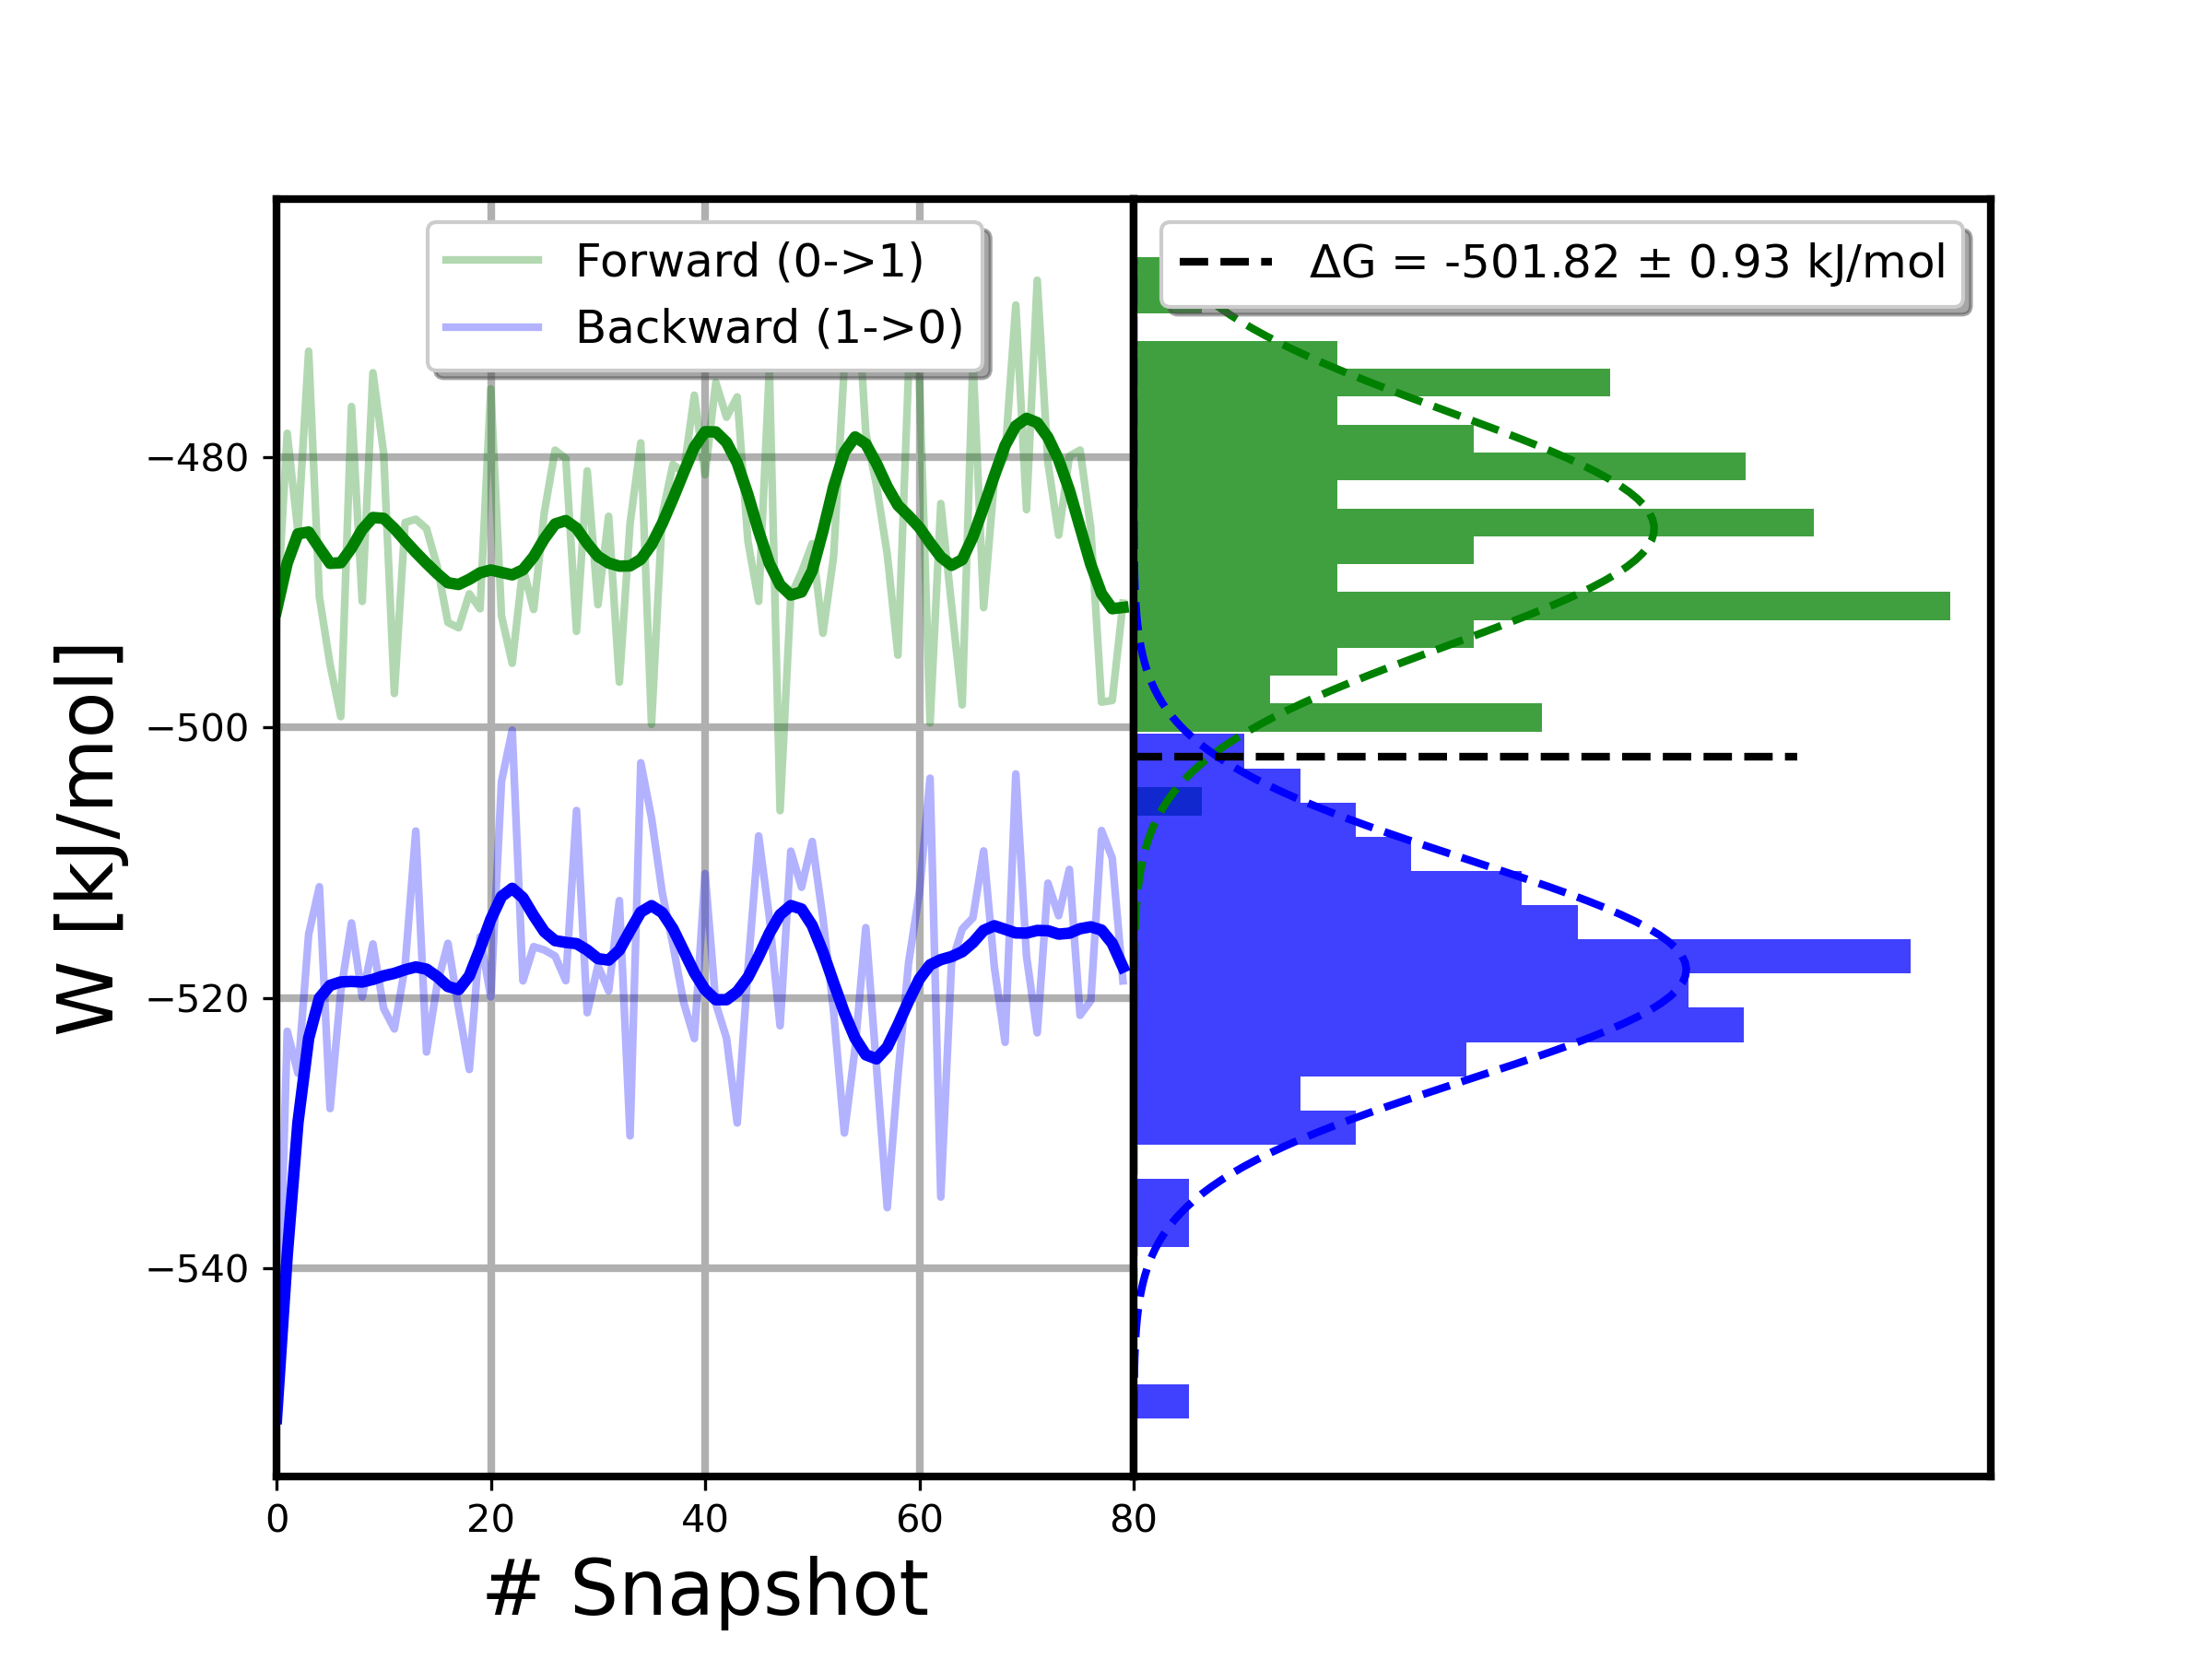 Forward (0->1)
Backward (1->0)
ΔG = -501.82 ± 0.93 kJ/mol
W [kJ/mol]
−480
−500
−520
−540
0 20 40 60 80
# Snapshot